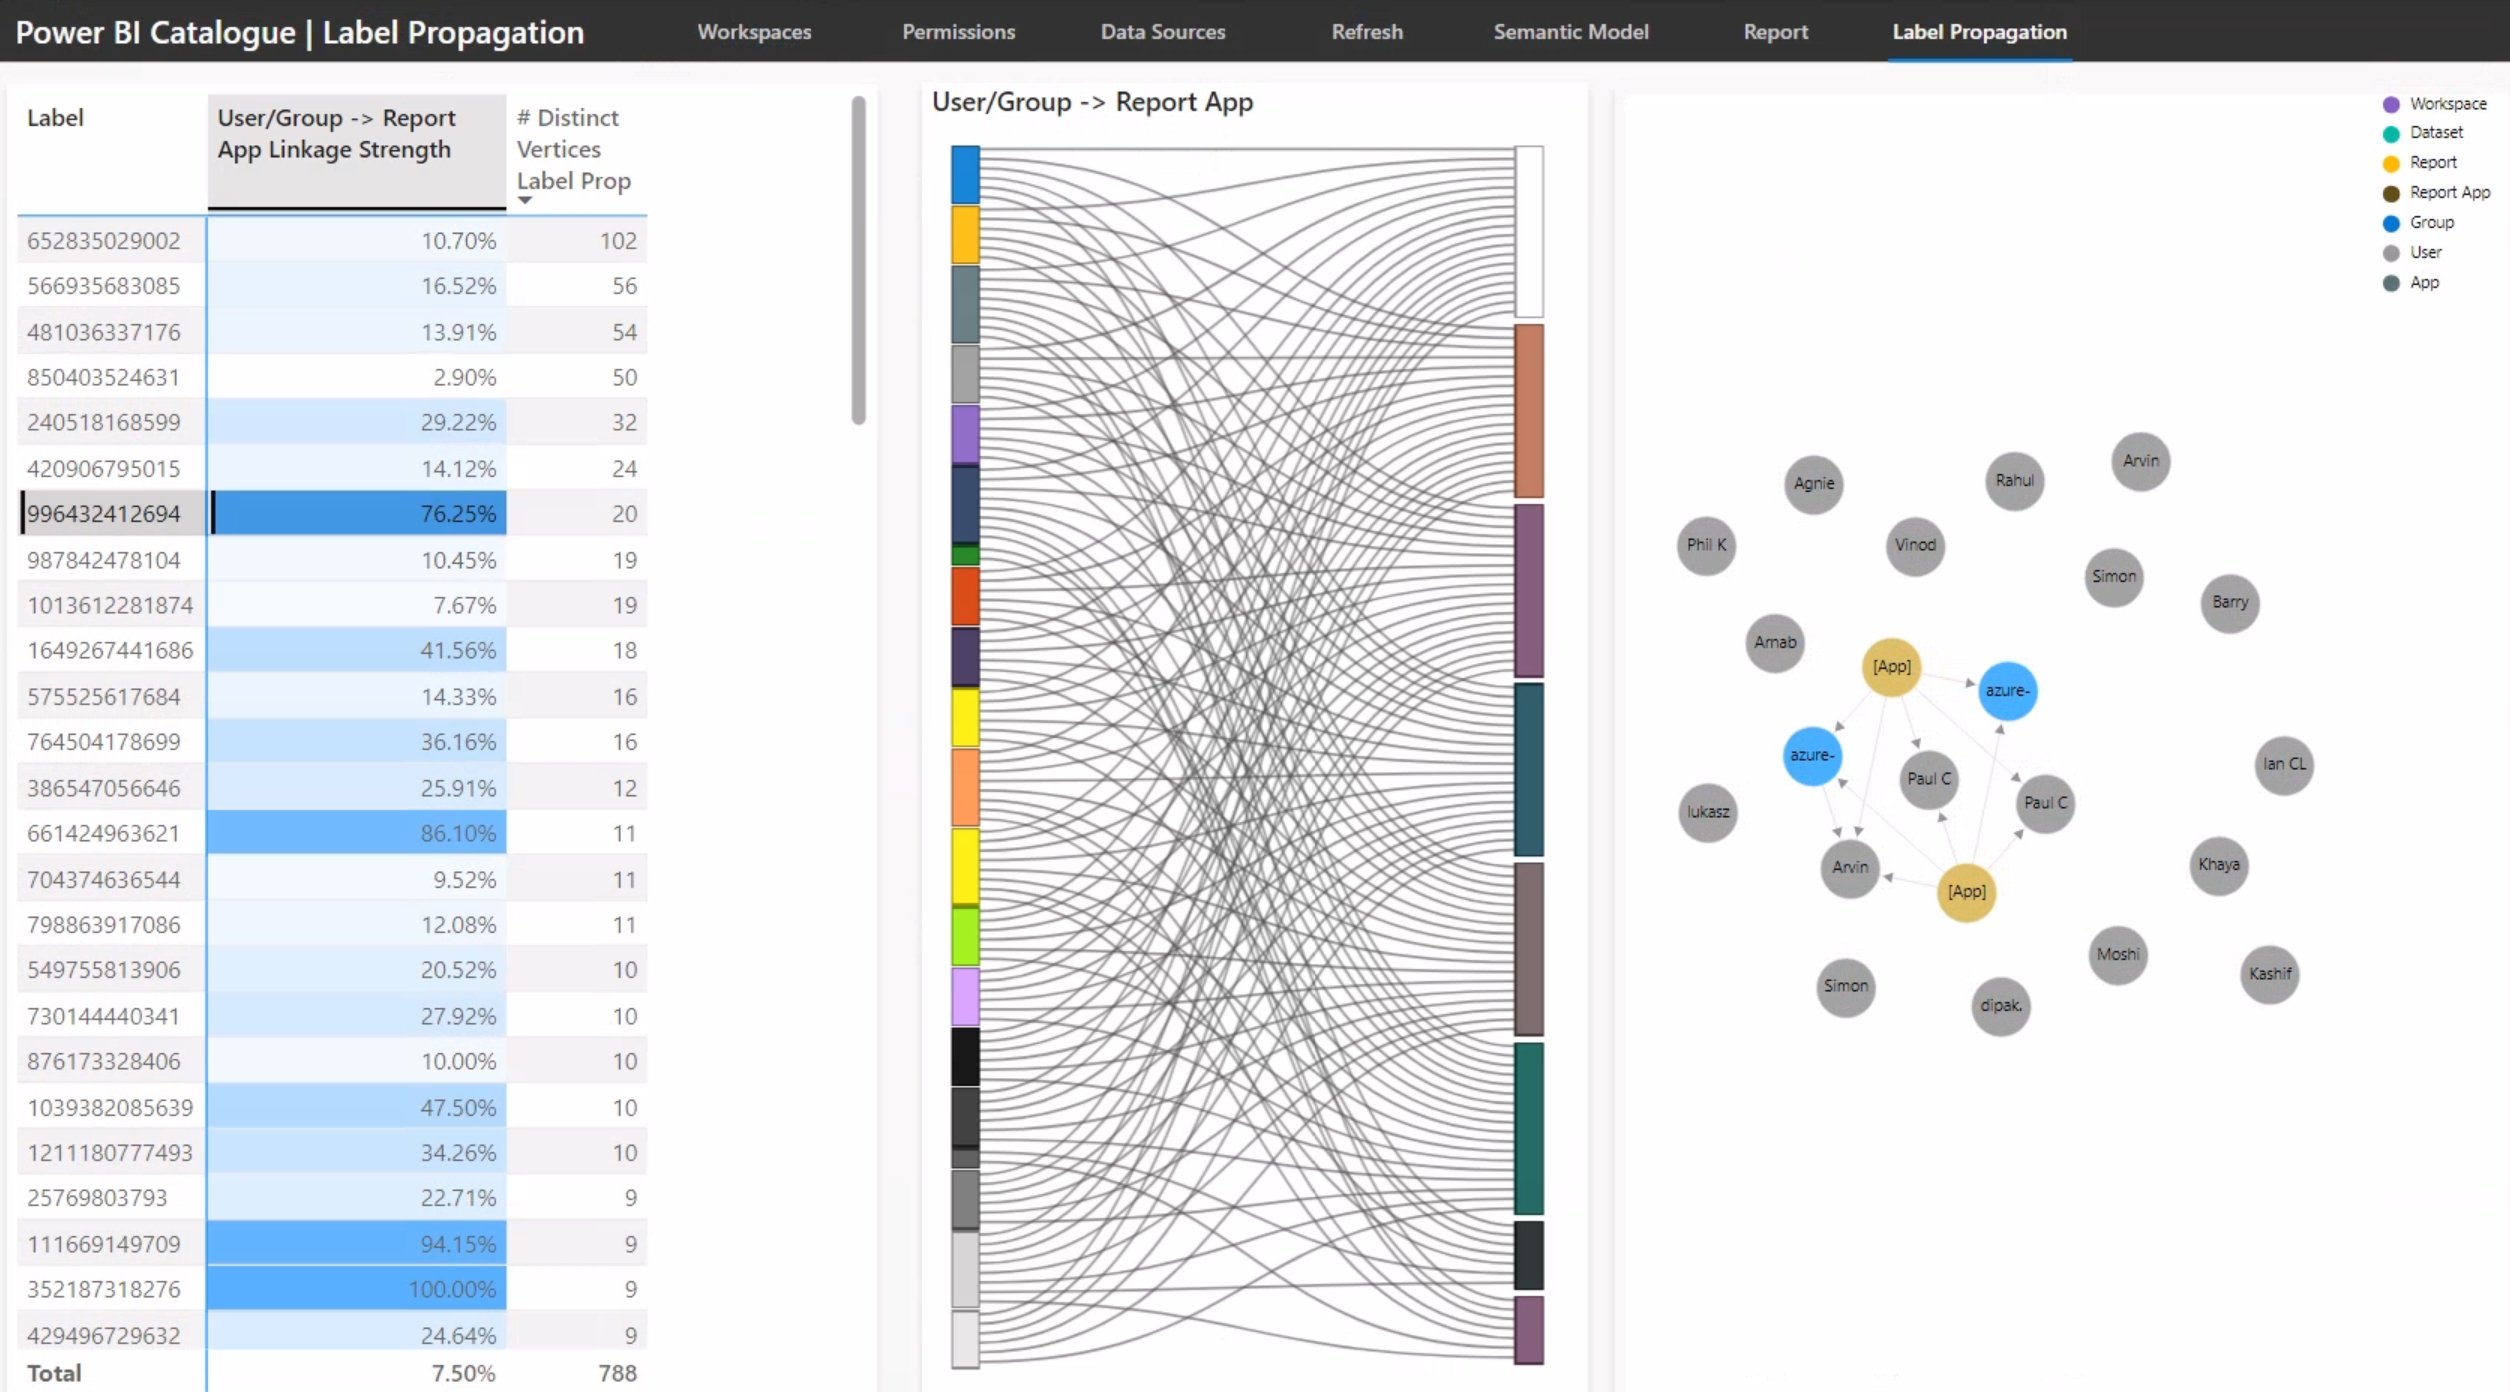 Power BI Catalogue | Label Propagation
Workspaces
Permissions
Data Sources
Refresh
Semantic Model
Report
Label Propagation
Label
User/Group -> Report
App Linkage Strength
# Distinct
Vertices
Label Prop
652835029002 10.70% 102
566935683085 16.52% 56
481036337176 13.91% 54
850403524631 2.90% 50
240518168599 29.22% 32
420906795015 14.12% 24
996432412694 76.25% 20
987842478104 10.45% 19
1013612281874 7.67% 19
1649267441686 41.56% 18
575525617684 14.33% 16
764504178699 36.16% 16
386547056646 25.91% 12
661424963621 86.10% 11
704374636544 9.52% 11
798863917086 12.08% 11
549755813906 20.52% 10
730144440341 27.92% 10
876173328406 10.00% 10
1039382085639 47.50% 10
1211180777493 34.26% 10
25769803793 22.71% 9
111669149709 94.15% 9
352187318276 100.00% 9
429496729632 24.64% 9
Total 7.50% 788
User/Group -> Report App
Workspace
Dataset
Report
Report App
Group
User
App
Arvin
Agnie
Rahul
Phil K
Vinod
Simon
Barry
Arnab
[App]
azure-
azure-
Paul C
Ian CL
Paul C
lukasz
Arvin
Khaya
[App]
Moshi
Kashif
Simon
dipak.